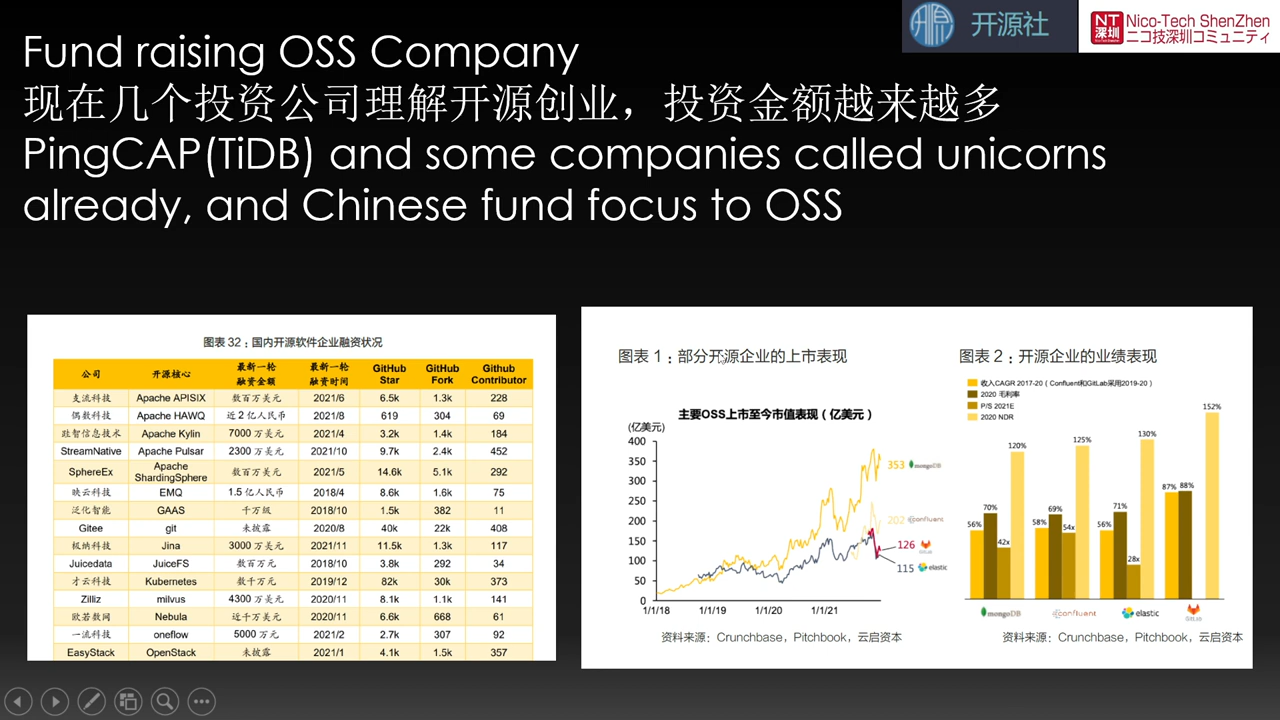 开源社
NT
深圳
Nico-Tech ShenZhen
ニコ技深圳コミュニティ
Fund raising OSS Company
现在几个投资公司理解开源创业，投资金额越来越多
PingCAP(TiDB) and some companies called unicorns
already, and Chinese fund focus to OSS
图表 32：国内开源软件企业融资状况
公司 开源核心 最新一轮融资金额 最新一轮融资时间 GitHub Star GitHub Fork Github Contributor
支流科技 Apache APISIX 数百万美元 2021/6 6.5k 1.3k 228
偶数科技 Apache HAWQ 近 2 亿人民币 2021/8 619 304 69
跬智信息技术 Apache Kylin 7000 万美元 2021/4 3.2k 1.4k 184
StreamNative Apache Pulsar 2300 万美元 2021/10 9.7k 2.4k 452
SphereEx Apache ShardingSphere 数百万美元 2021/5 14.6k 5.1k 292
映云科技 EMQ 1.5 亿人民币 2018/4 8.6k 1.6k 75
泛化智能 GAAS 千万级 2018/10 1.5k 382 11
Gitee git 未披露 2020/8 40k 22k 408
极纳科技 Jina 3000 万美元 2021/11 11.5k 1.3k 117
Juicedata JuiceFS 数百万元 2018/10 3.8k 292 34
才云科技 Kubernetes 数千万元 2019/12 82k 30k 373
Zilliz milvus 4300 万美元 2020/11 8.1k 1.1k 141
欧若数网 Nebula 近千万美元 2020/11 6.6k 668 61
一流科技 oneflow 5000 万元 2021/2 2.7k 307 92
EasyStack OpenStack 未披露 2021/1 4.1k 1.5k 357
图表 1：部分开源企业的上市表现
主要OSS上市至今市值表现（亿美元）
(亿美元)
400
350
300
250
200
150
100
50
0
1/1/18 1/1/19 1/1/20 1/1/21
353 mongoDB
202 confluent
126 GitLab
115 elastic
资料来源：Crunchbase，Pitchbook，云启资本
图表 2：开源企业的业绩表现
收入CAGR 2017-20（Confluent和GitLab采用2019-20）
2020 毛利率
P/S 2021E
2020 NDR
56% 70% 42x 120%
58% 69% 54x 125%
56% 71% 28x 130%
87% 88% 152%
mongoDB confluent elastic GitLab
资料来源：Crunchbase，Pitchbook，云启资本